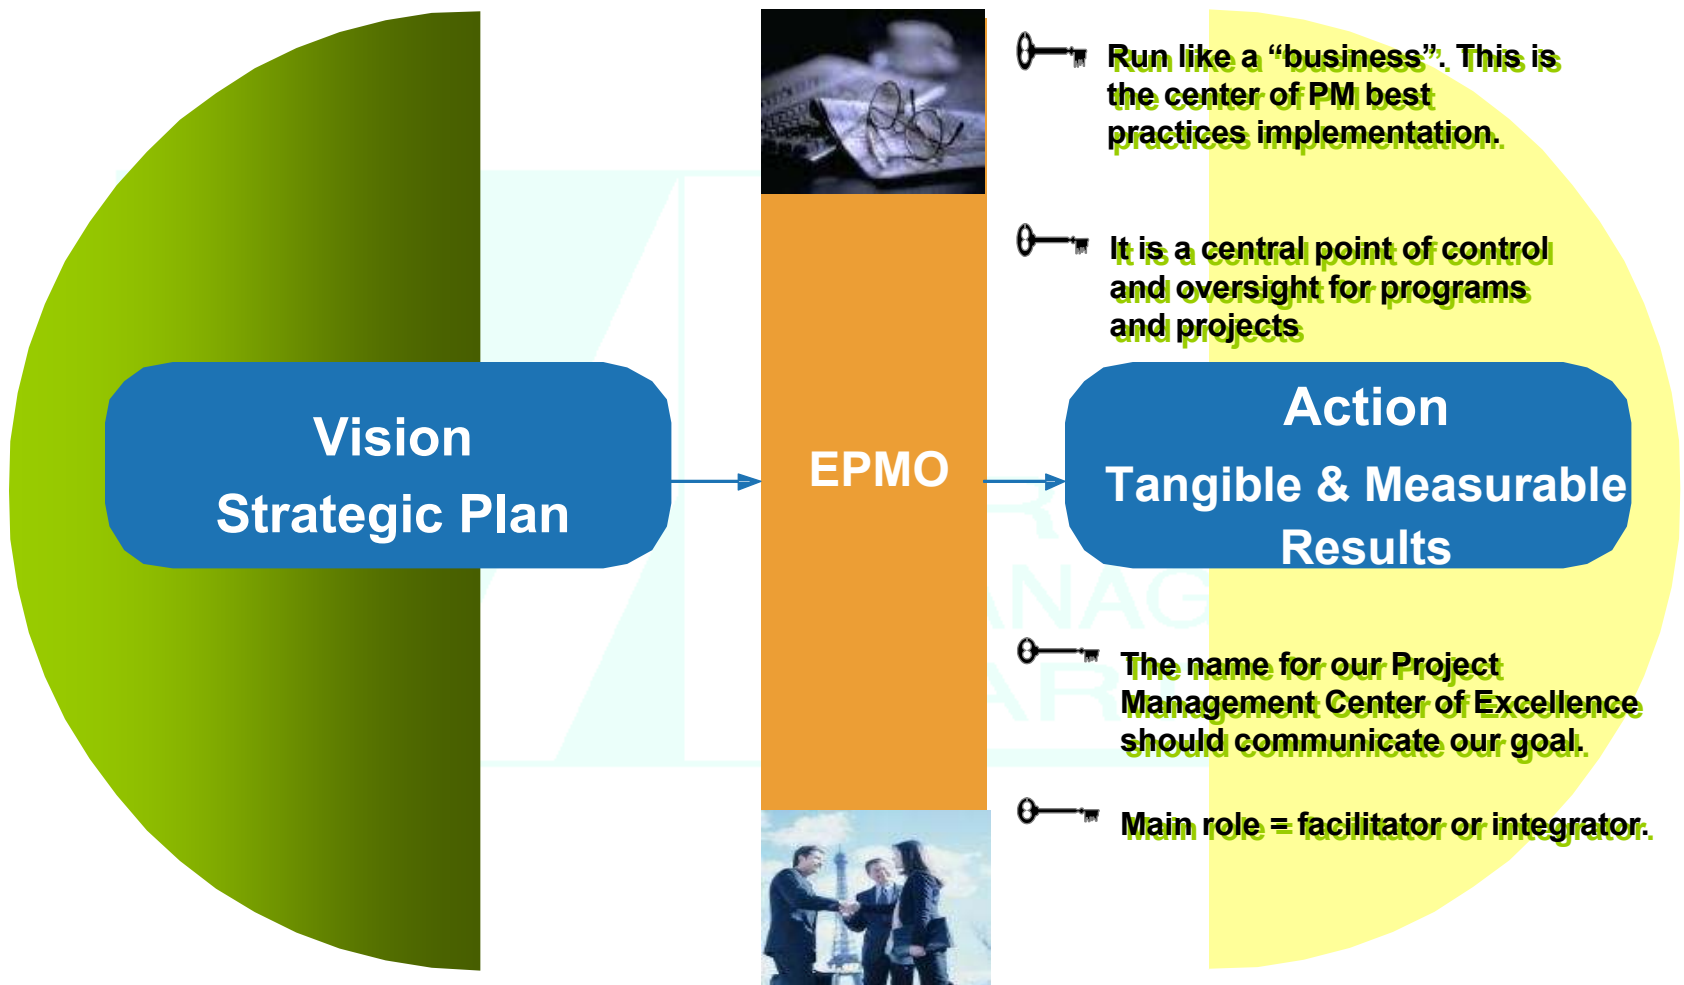 Run like a “business”. This is
the center of PM best
practices implementation.
It is a central point of control
and oversight for programs
and projects
Vision
Strategic Plan
EPMO
Action
Tangible & Measurable
Results
The name for our Project
Management Center of Excellence
should communicate our goal.
Main role = facilitator or integrator.